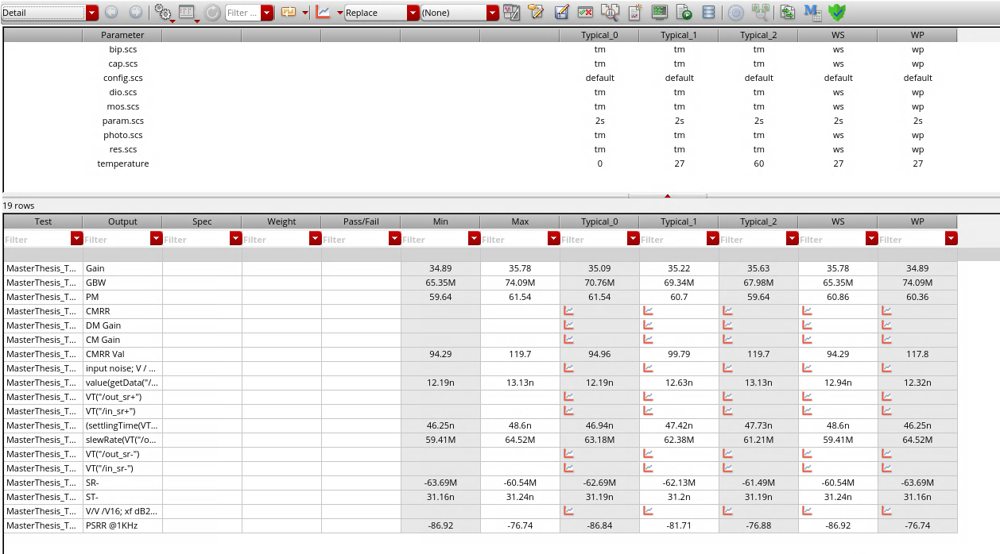 Detail Filter ... Replace (None)
Parameter Typical_0 Typical_1 Typical_2 WS WP
bip.scs tm tm tm ws wp
cap.scs tm tm tm ws wp
config.scs default default default default default
dio.scs tm tm tm ws wp
mos.scs tm tm tm ws wp
param.scs 2s 2s 2s 2s 2s
photo.scs tm tm tm ws wp
res.scs tm tm tm ws wp
temperature 0 27 60 27 27
19 rows
Test Output Spec Weight Pass/Fail Min Max Typical_0 Typical_1 Typical_2 WS WP
Filter Filter Filter Filter Filter Filter Filter Filter Filter Filter Filter Filter
MasterThesis_T... Gain 34.89 35.78 35.09 35.22 35.63 35.78 34.89
MasterThesis_T... GBW 65.35M 74.09M 70.76M 69.34M 67.98M 65.35M 74.09M
MasterThesis_T... PM 59.64 61.54 61.54 60.7 59.64 60.86 60.36
MasterThesis_T... CMRR
MasterThesis_T... DM Gain
MasterThesis_T... CM Gain
MasterThesis_T... CMRR Val 94.29 119.7 94.96 99.79 119.7 94.29 117.8
MasterThesis_T... input noise; V / ...
MasterThesis_T... value(getData("/... 12.19n 13.13n 12.19n 12.63n 13.13n 12.94n 12.32n
MasterThesis_T... VT("/out_sr+")
MasterThesis_T... VT("/in_sr+")
MasterThesis_T... (settlingTime(VT... 46.25n 48.6n 46.94n 47.42n 47.73n 48.6n 46.25n
MasterThesis_T... slewRate(VT("/o... 59.41M 64.52M 63.18M 62.38M 61.21M 59.41M 64.52M
MasterThesis_T... VT("/out_sr-")
MasterThesis_T... VT("/in_sr-")
MasterThesis_T... SR- -63.69M -60.54M -62.69M -62.13M -61.49M -60.54M -63.69M
MasterThesis_T... ST- 31.16n 31.24n 31.19n 31.2n 31.19n 31.24n 31.16n
MasterThesis_T... V/V /V16; xf dB2...
MasterThesis_T... PSRR @1KHz -86.92 -76.74 -86.84 -81.71 -76.88 -86.92 -76.74